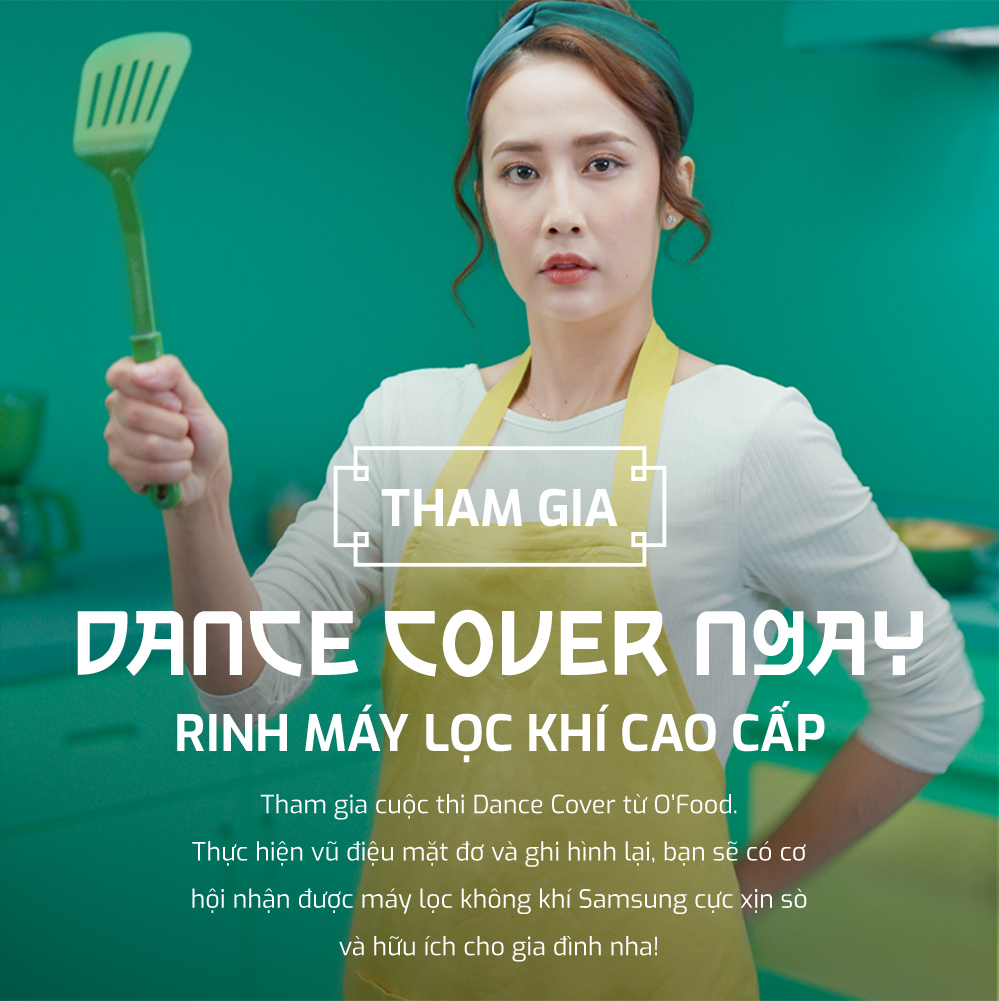 THAM GIA
DANCE COVER NGAY
RINH MÁY LỌC KHÍ CAO CẤP
Tham gia cuộc thi Dance Cover từ O'Food.
Thực hiện vũ điệu mặt đơ và ghi hình lại, bạn sẽ có cơ
hội nhận được máy lọc không khí Samsung cực xịn sò
và hữu ích cho gia đình nha!